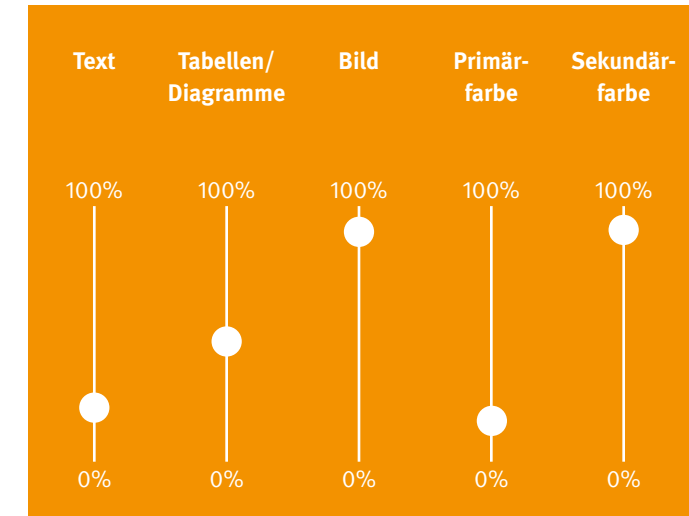 Text
Tabellen/
Diagramme
Bild
Primär-
farbe
Sekundär-
farbe
100%
100%
100%
100%
100%
0%
0%
0%
0%
0%